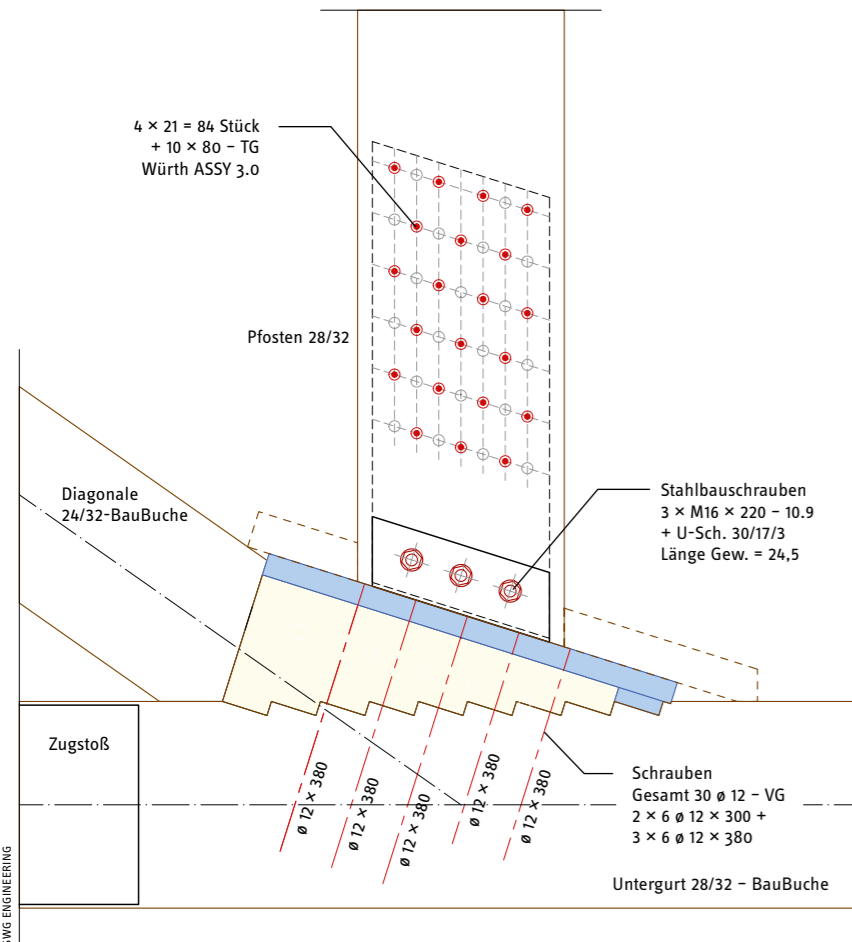 4 × 21 = 84 Stück
+ 10 × 80 – TG
Würth ASSY 3.0
Pfosten 28/32
Diagonale
24/32-BauBuche
Stahlbauschrauben
3 × M16 × 220 – 10.9
+ U-Sch. 30/17/3
Länge Gew. = 24,5
Zugstoß
ø 12 × 380
ø 12 × 380
ø 12 × 380
ø 12 × 380
ø 12 × 380
Schrauben
Gesamt 30 ø 12 – VG
2 × 6 ø 12 × 300 +
3 × 6 ø 12 × 380
Untergurt 28/32 – BauBuche
SWG ENGINEERING